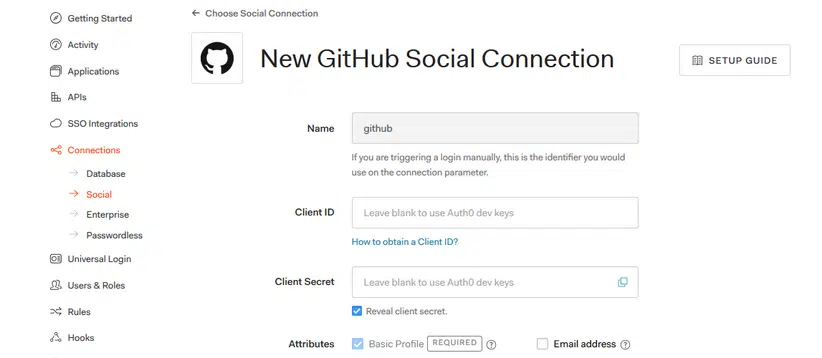 Getting Started
Activity
Applications
APIs
SSO Integrations
Connections
Database
Social
Enterprise
Passwordless
Universal Login
Users & Roles
Rules
Hooks
Choose Social Connection
New GitHub Social Connection
SETUP GUIDE
Name
github
If you are triggering a login manually, this is the identifier you would
use on the connection parameter.
Client ID
Leave blank to use Auth0 dev keys
How to obtain a Client ID?
Client Secret
Leave blank to use Auth0 dev keys
Reveal client secret.
Attributes
Basic Profile REQUIRED ?
Email address ?